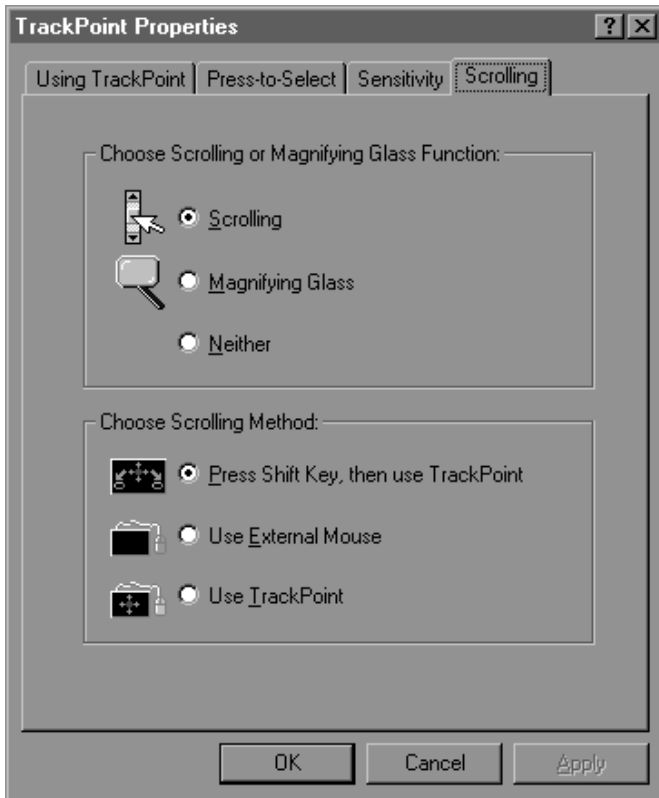 TrackPoint Properties
Using TrackPoint Press-to-Select Sensitivity Scrolling
Choose Scrolling or Magnifying Glass Function:
Scrolling
Magnifying Glass
Neither
Choose Scrolling Method:
Press Shift Key, then use TrackPoint
Use External Mouse
Use TrackPoint
OK Cancel Apply